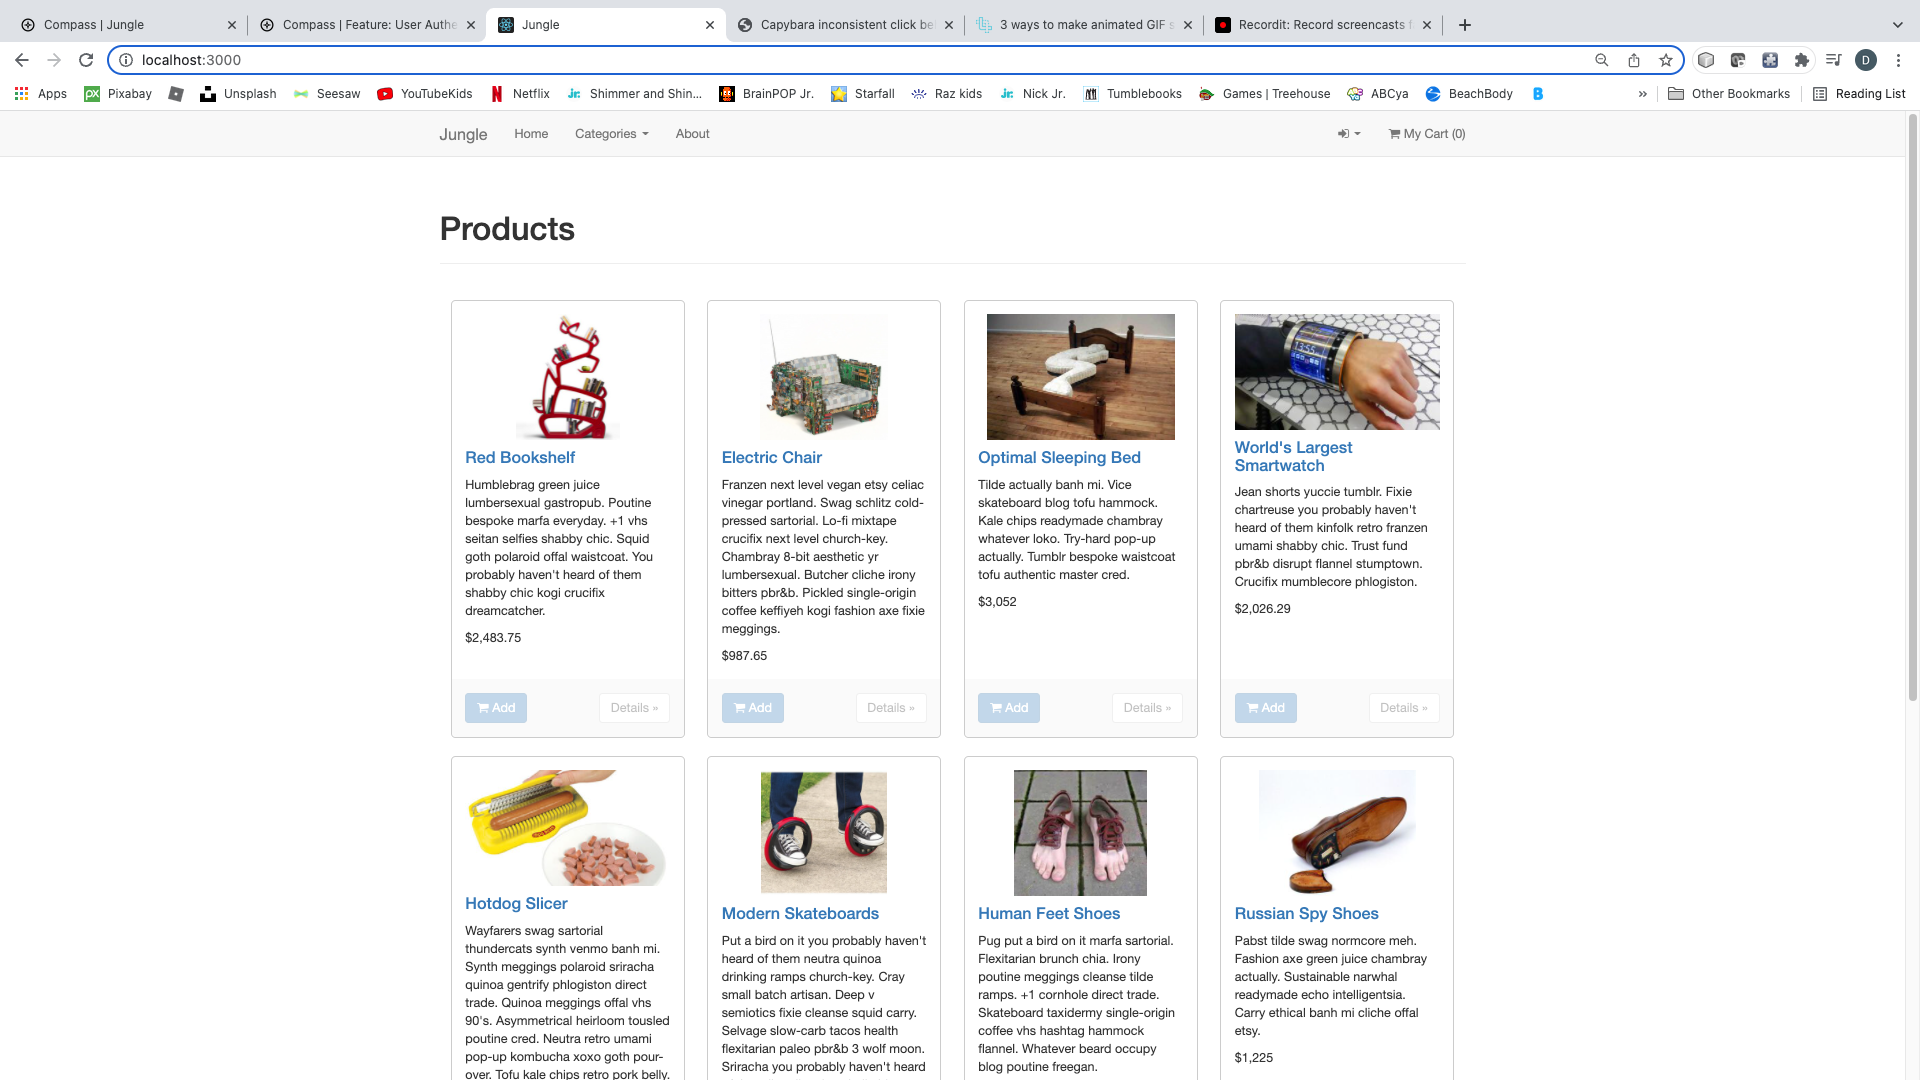 Compass | Jungle
Compass | Feature: User Authe
Jungle
Capybara inconsistent click be
3 ways to make animated GIF s
Recordit: Record screencasts f
localhost:3000
D
Apps
Pixabay
Unsplash
Seesaw
YouTubeKids
Netflix
Shimmer and Shin...
BrainPOP Jr.
Starfall
Raz kids
Nick Jr.
Tumblebooks
Games | Treehouse
ABCya
BeachBody
»
Other Bookmarks
Reading List
Jungle
Home
Categories
About
My Cart (0)
Products
Red Bookshelf
Humblebrag green juice
lumbersexual gastropub. Poutine
bespoke marfa everyday. +1 vhs
seitan selfies shabby chic. Squid
goth polaroid offal waistcoat. You
probably haven't heard of them
shabby chic kogi crucifix
dreamcatcher.
$2,483.75
Add
Details »
Electric Chair
Franzen next level vegan etsy celiac
vinegar portland. Swag schlitz cold-
pressed sartorial. Lo-fi mixtape
crucifix next level church-key.
Chambray 8-bit aesthetic yr
lumbersexual. Butcher cliche irony
bitters pbr&b. Pickled single-origin
coffee keffiyeh kogi fashion axe fixie
meggings.
$987.65
Add
Details »
Optimal Sleeping Bed
Tilde actually banh mi. Vice
skateboard blog tofu hammock.
Kale chips readymade chambray
whatever loko. Try-hard pop-up
actually. Tumblr bespoke waistcoat
tofu authentic master cred.
$3,052
Add
Details »
World's Largest
Smartwatch
Jean shorts yuccie tumblr. Fixie
chartreuse you probably haven't
heard of them kinfolk retro franzen
umami shabby chic. Trust fund
pbr&b disrupt flannel stumptown.
Crucifix mumblecore phlogiston.
$2,026.29
Add
Details »
Hotdog Slicer
Wayfarers swag sartorial
thundercats synth venmo banh mi.
Synth meggings polaroid sriracha
quinoa gentrify phlogiston direct
trade. Quinoa meggings offal vhs
90's. Asymmetrical heirloom tousled
poutine cred. Neutra retro umami
pop-up kombucha xoxo goth pour-
over. Tofu kale chips retro pork belly.
Modern Skateboards
Put a bird on it you probably haven't
heard of them neutra quinoa
drinking ramps church-key. Cray
small batch artisan. Deep v
semiotics fixie cleanse squid carry.
Selvage slow-carb tacos health
flexitarian paleo pbr&b 3 wolf moon.
Sriracha you probably haven't heard
Human Feet Shoes
Pug put a bird on it marfa sartorial.
Flexitarian brunch chia. Irony
poutine meggings cleanse tilde
ramps. +1 cornhole direct trade.
Skateboard taxidermy single-origin
coffee vhs hashtag hammock
flannel. Whatever beard occupy
blog poutine freegan.
Russian Spy Shoes
Pabst tilde swag normcore meh.
Fashion axe green juice chambray
actually. Sustainable narwhal
readymade echo intelligentsia.
Carry ethical banh mi cliche offal
etsy.
$1,225